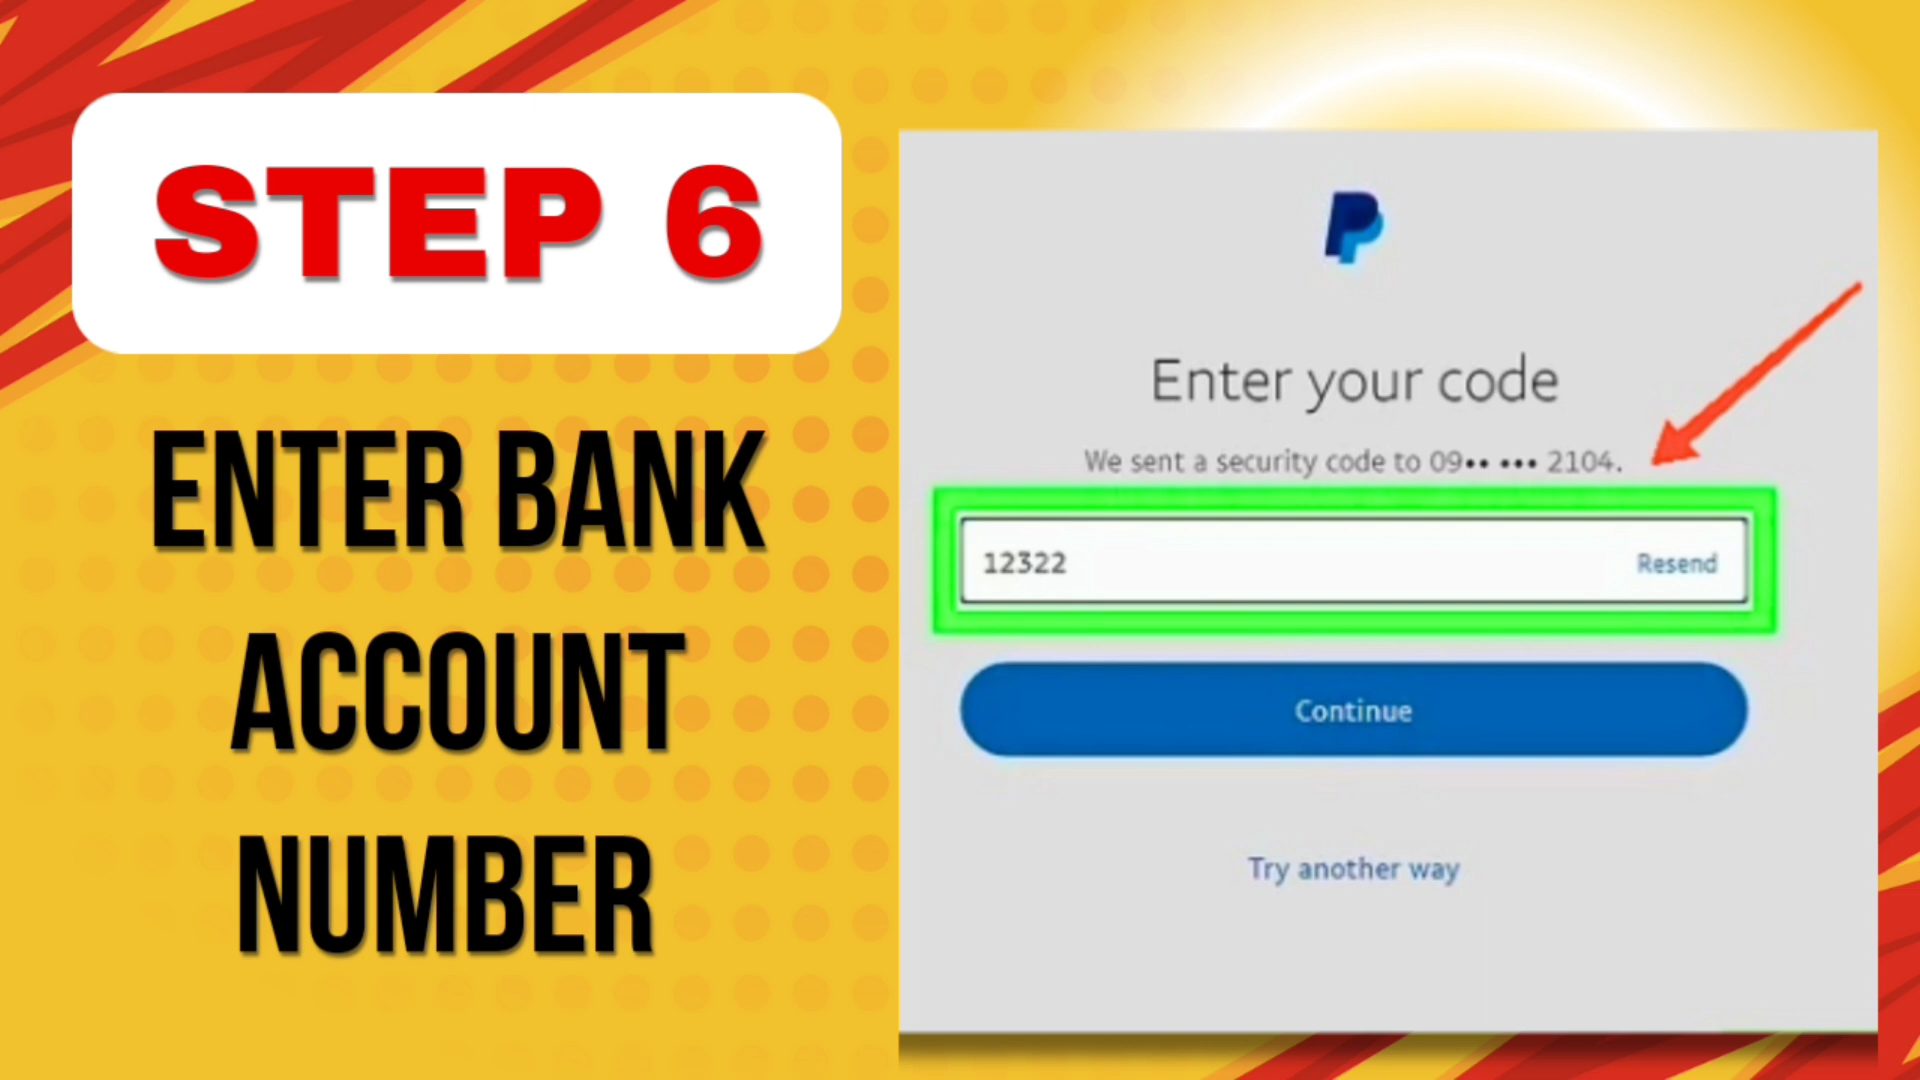 STEP 6
ENTER BANK
ACCOUNT
NUMBER
Enter your code
We sent a security code to 09•• ••• 2104.
12322 Resend
Continue
Try another way